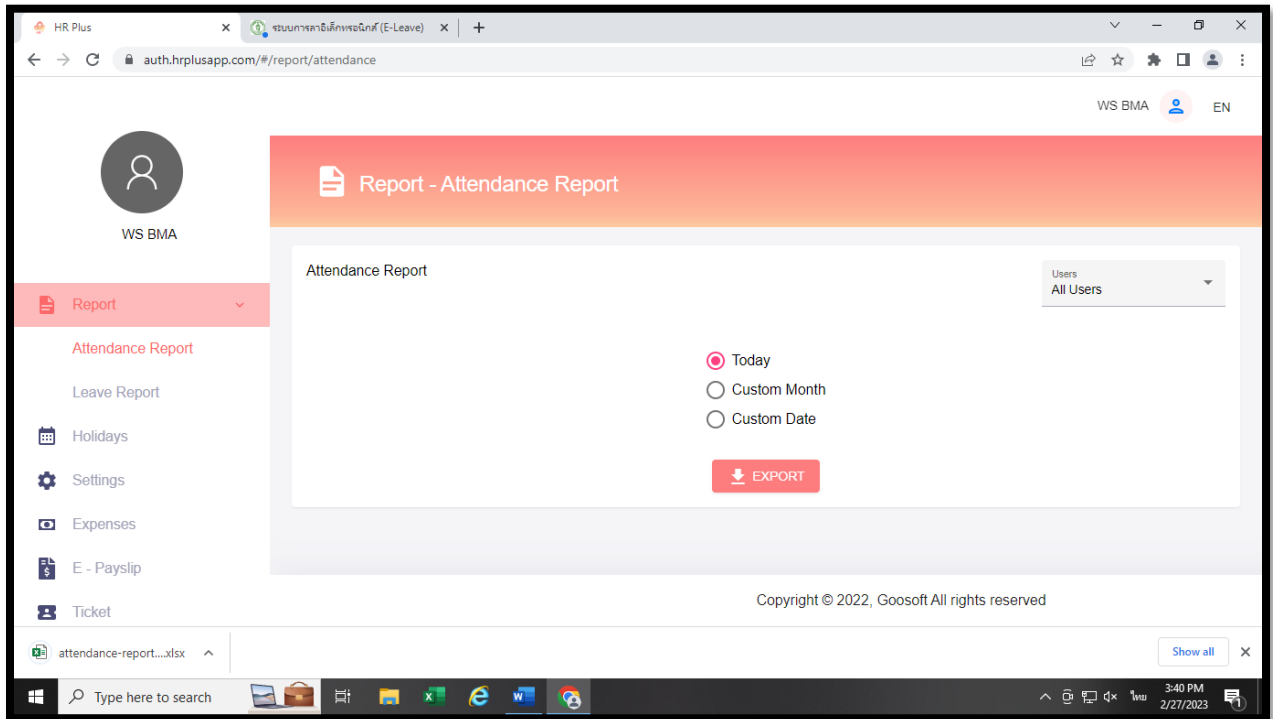 HR Plus
ระบบการลาอิเล็กทรอนิกส์ (E-Leave)
auth.hrplusapp.com/#/report/attendance
WS BMA
EN
WS BMA
Report - Attendance Report
Attendance Report
Users
All Users
Report
Attendance Report
Leave Report
Holidays
Settings
Expenses
E - Payslip
Ticket
Today
Custom Month
Custom Date
EXPORT
Copyright © 2022, Goosoft All rights reserved
attendance-report....xlsx
Show all
Type here to search
ไทย
3:40 PM
2/27/2023
1